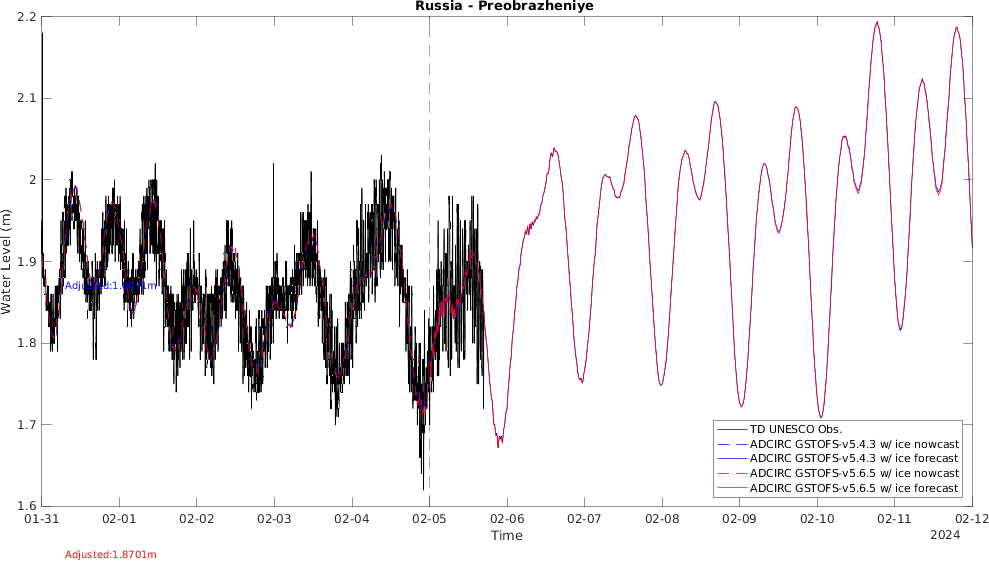 Russia - Preobrazheniye
2.2
2.1
2
1.9
1.8
1.7
1.6
Water Level (m)
TD UNESCO Obs.
ADCIRC GSTOFS-v5.4.3 w/ ice nowcast
ADCIRC GSTOFS-v5.4.3 w/ ice forecast
ADCIRC GSTOFS-v5.6.5 w/ ice nowcast
ADCIRC GSTOFS-v5.6.5 w/ ice forecast
01-31 02-01 02-02 02-03 02-04 02-05 02-06 02-07 02-08 02-09 02-10 02-11 02-12
Time
2024
Adjusted:1.8701m